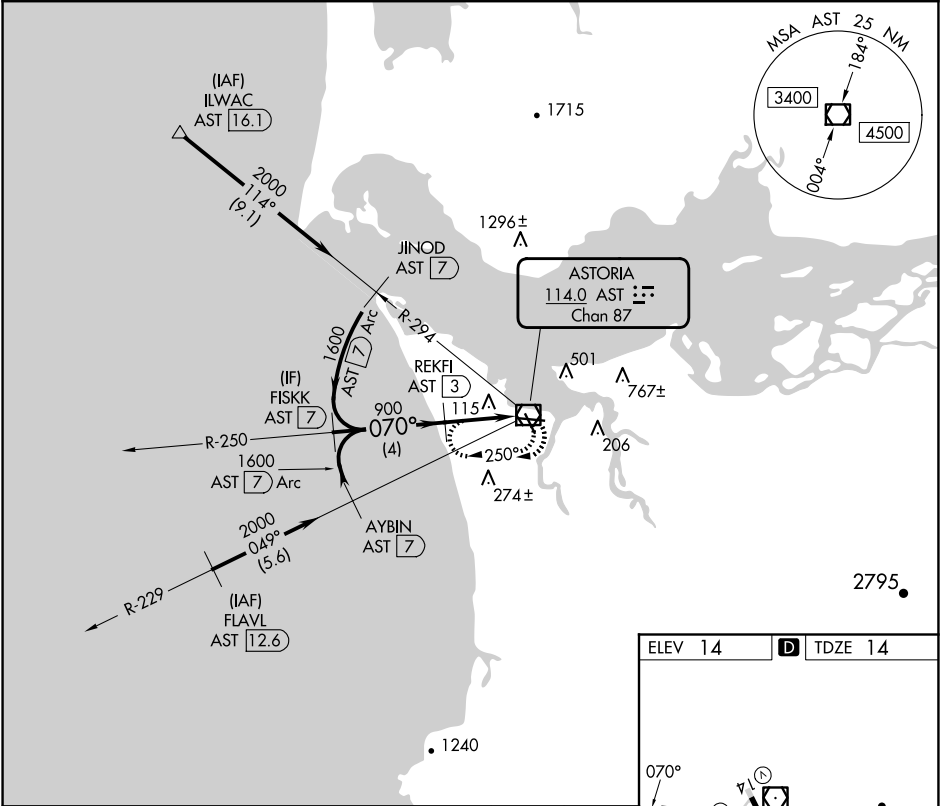 MSA AST 25 NM
184°
3400
4500
004°
(IAF)
ILWAC
AST 16.1
2000
114°
(9.1)
1715
1296±
JINOD
AST 7
ASTORIA
114.0 AST
Chan 87
R-294
1600
AST 7 Arc
REKFI
AST 3
501
767±
(IF)
FISKK
AST 7
115
900
070°
(4)
206
R-250
250°
1600
AST 7 Arc
274±
AYBIN
AST 7
2000
049°
(5.6)
R-229
(IAF)
FLAVL
AST 12.6
2795
ELEV 14
D
TDZE 14
1240
070°
14
V